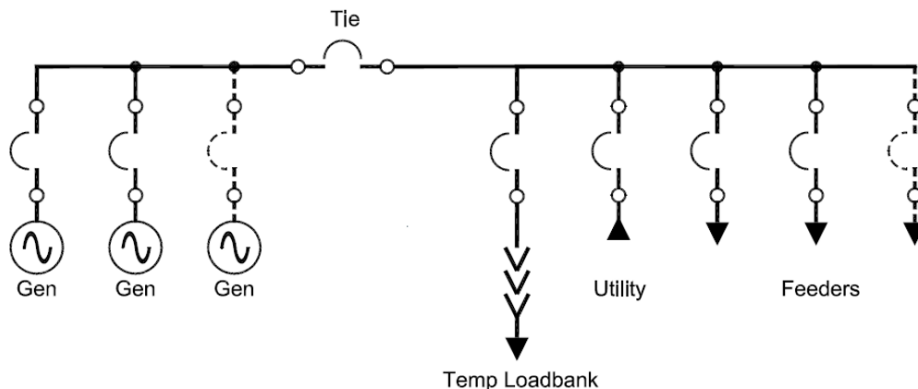 Tie
Gen
Gen
Gen
Utility
Feeders
Temp Loadbank